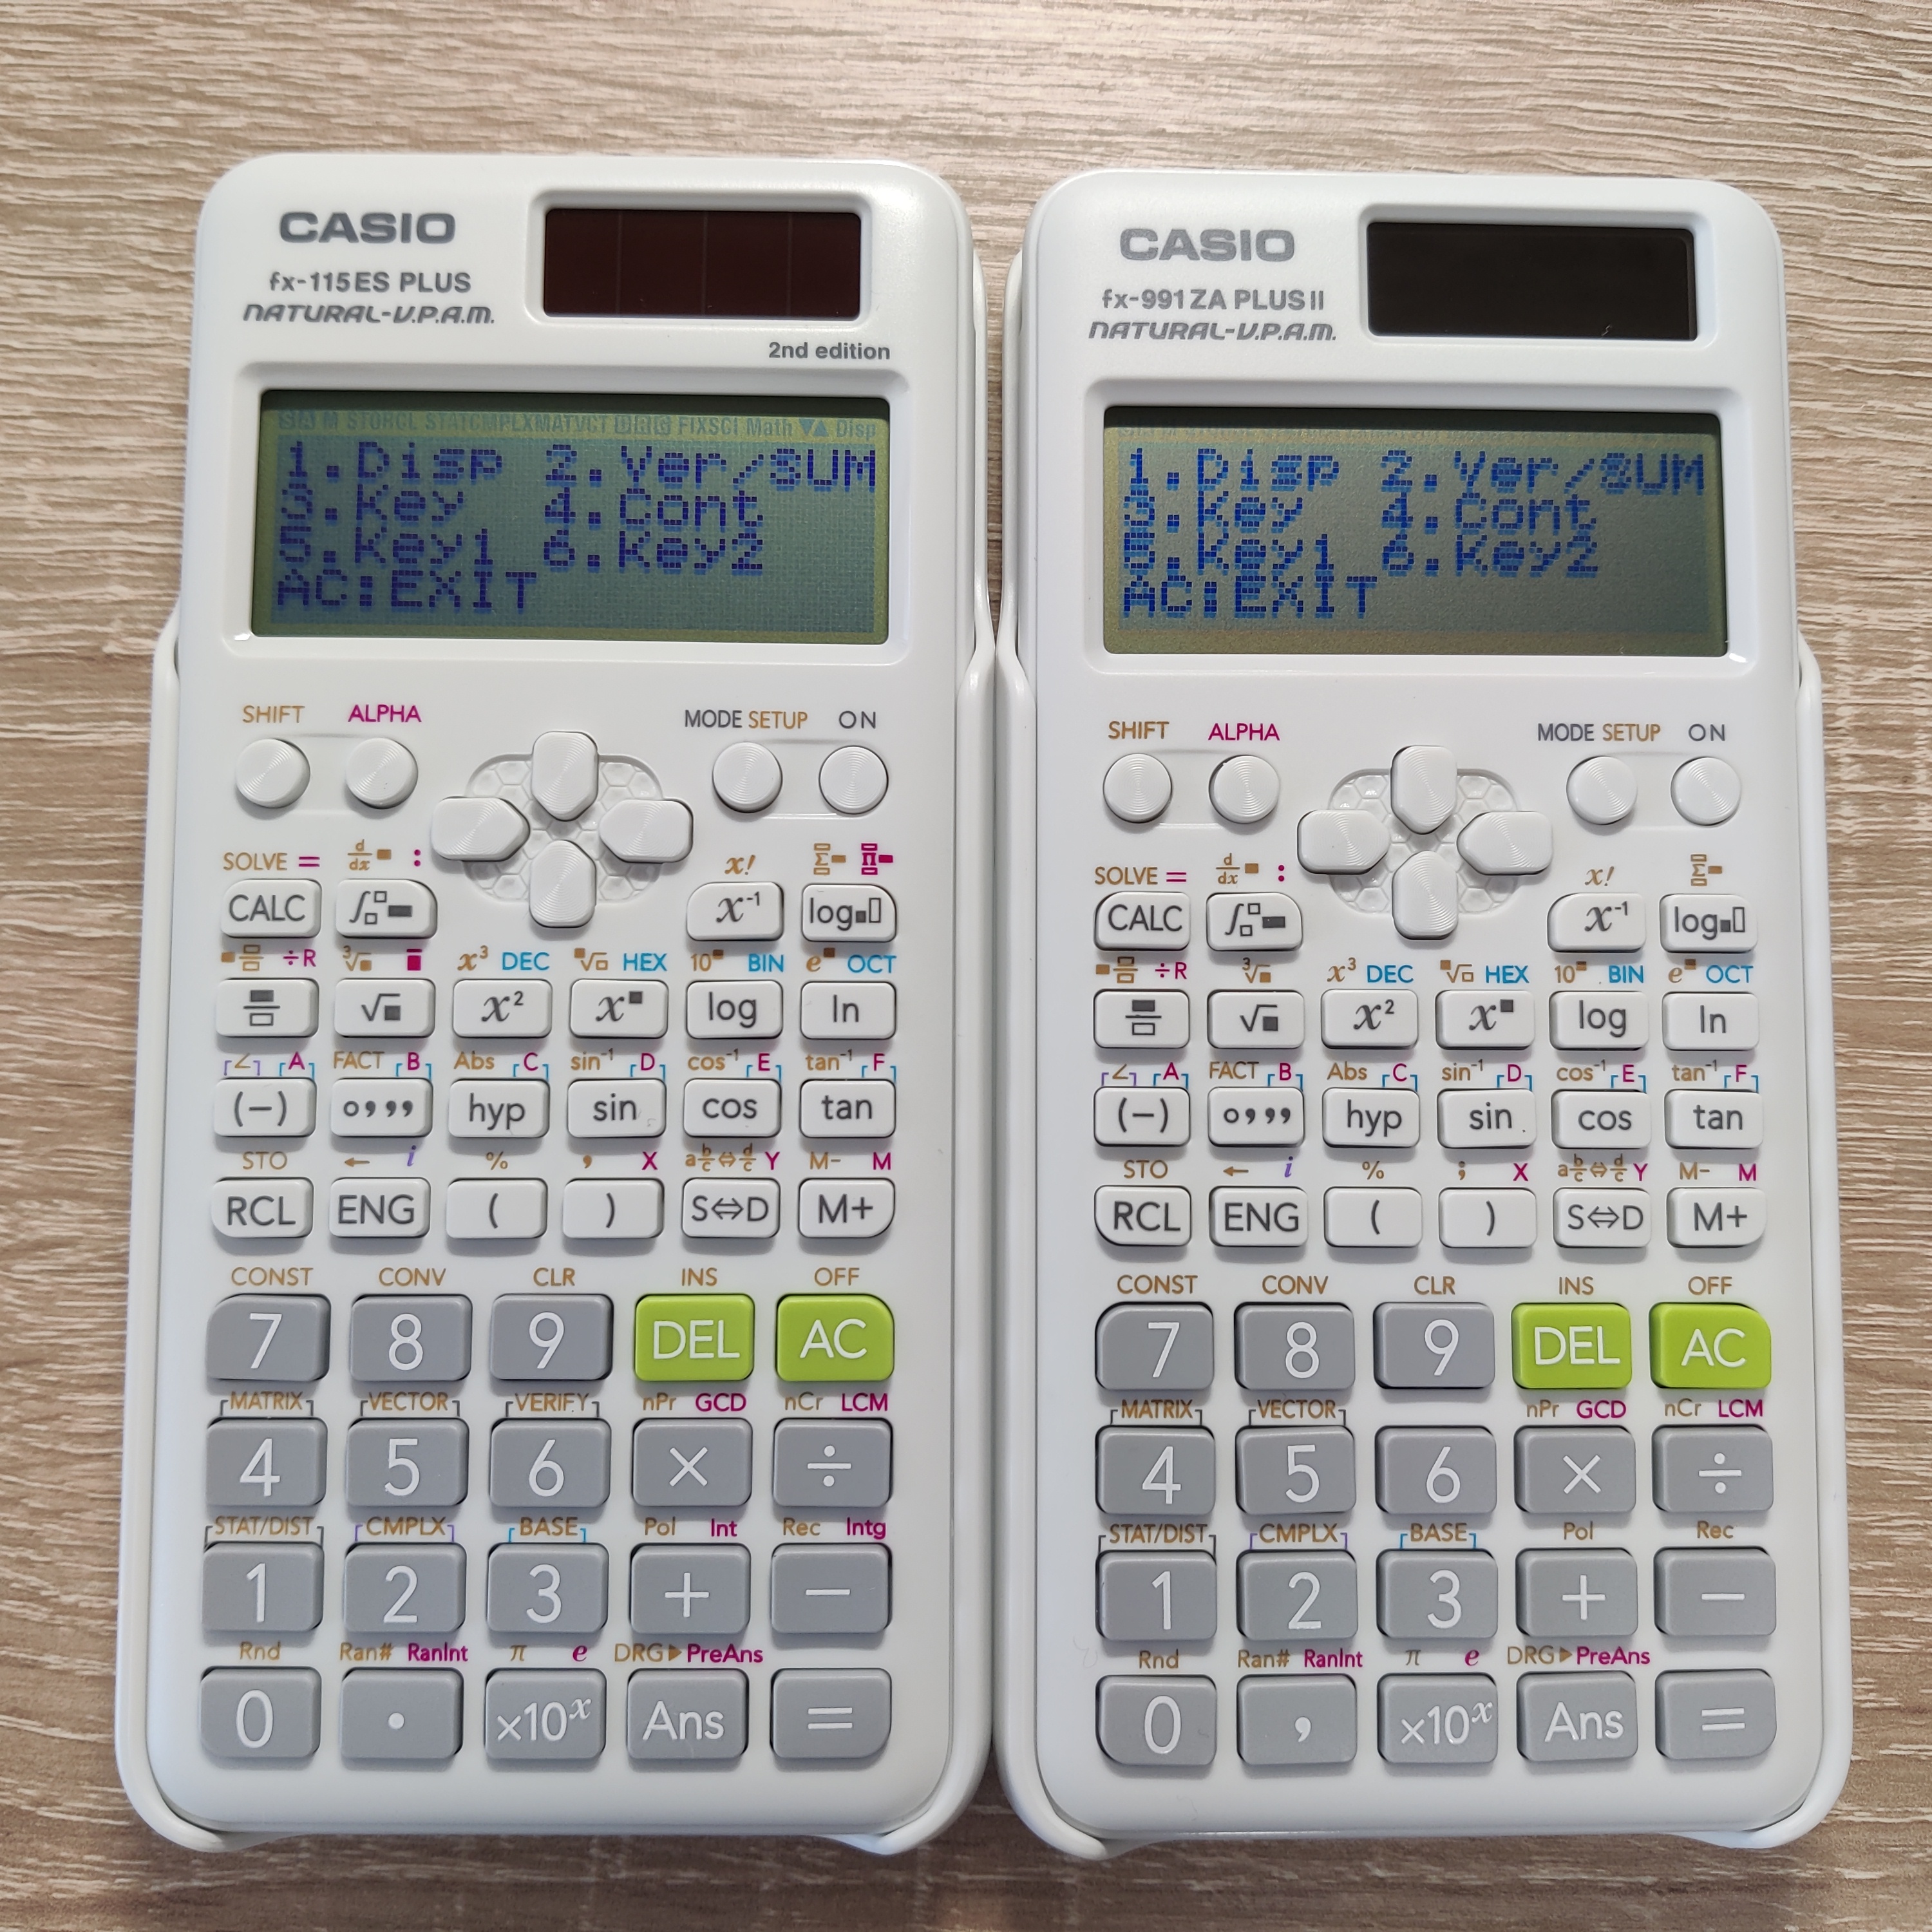 CASIO
fx-115ES PLUS
NATURAL-V.P.A.M.
2nd edition
M STORCL STATCMPLXMATVCT FIXSCI Math ▼▲ Disp
1.Disp 2.Ver/SUM
3.Key 4.Cont
5.key1 6.key2
AC:EXIT
SHIFT ALPHA MODE SETUP ON
SOLVE = d/dx : x! Σ Π
CALC ∫ x⁻¹ log
÷R ³√ x³ DEC √ HEX 10 BIN e OCT
√ x² x log ln
∠ A FACT B Abs C sin⁻¹ D cos⁻¹ E tan⁻¹ F
(−) o,,, hyp sin cos tan
STO ← i % , X a b/c⇔d/c Y M− M
RCL ENG ( ) S⇔D M+
CONST CONV CLR INS OFF
7 8 9 DEL AC
MATRIX VECTOR VERIFY nPr GCD nCr LCM
4 5 6 × ÷
STAT/DIST CMPLX BASE Pol Int Rec Intg
1 2 3 + −
Rnd Ran# RanInt π e DRG▶ PreAns
0 . ×10ˣ Ans =
CASIO
fx-991ZA PLUS II
NATURAL-V.P.A.M.
1.Disp 2.Ver/SUM
3.Key 4.Cont
5.key1 6.key2
AC:EXIT
SHIFT ALPHA MODE SETUP ON
SOLVE = d/dx : x! Σ
CALC ∫ x⁻¹ log
÷R ³√ x³ DEC √ HEX 10 BIN e OCT
√ x² x log ln
∠ A FACT B Abs C sin⁻¹ D cos⁻¹ E tan⁻¹ F
(−) o,,, hyp sin cos tan
STO ← i % ; X a b/c⇔d/c Y M− M
RCL ENG ( ) S⇔D M+
CONST CONV CLR INS OFF
7 8 9 DEL AC
MATRIX VECTOR nPr GCD nCr LCM
4 5 6 × ÷
STAT/DIST CMPLX BASE Pol Rec
1 2 3 + −
Rnd Ran# RanInt π e DRG▶ PreAns
0 , ×10ˣ Ans =